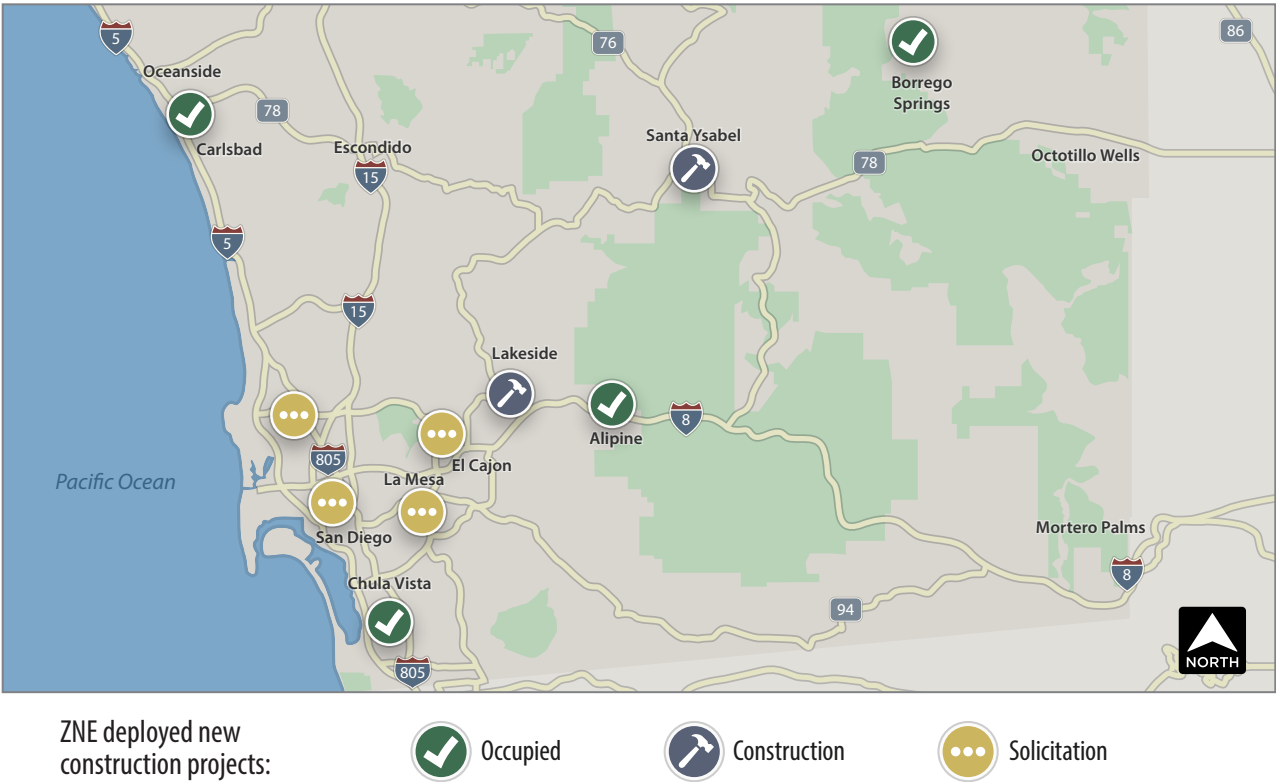 5
76
86
Oceanside
Borrego
Springs
78
Carlsbad
Escondido
Santa Ysabel
Octotillo Wells
78
15
5
15
Lakeside
8
Alipine
805
El Cajon
La Mesa
Pacific Ocean
San Diego
Mortero Palms
Chula Vista
8
94
805
NORTH
ZNE deployed new
construction projects:
Occupied
Construction
Solicitation